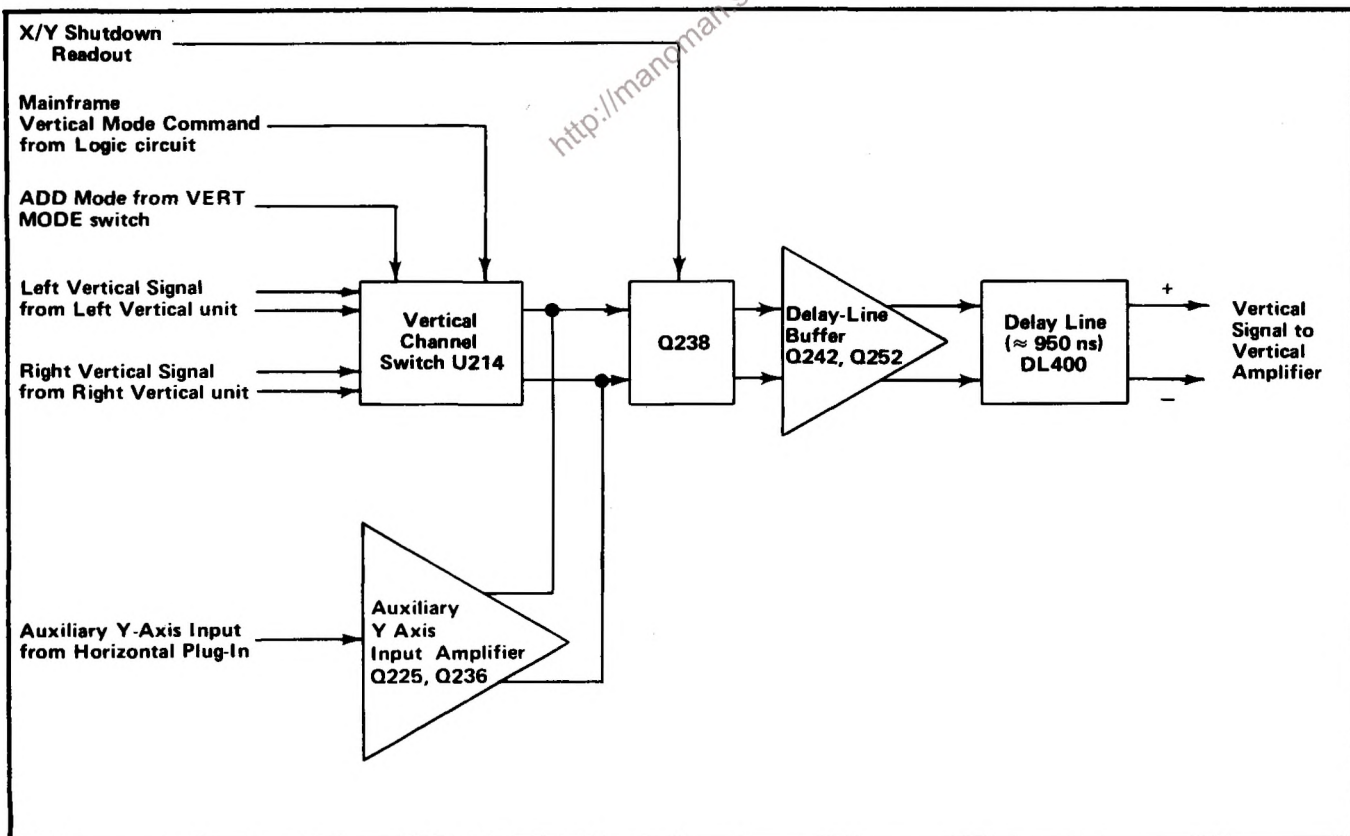 X/Y Shutdown
Readout
http://manoman.s
Mainframe
Vertical Mode Command
from Logic circuit
ADD Mode from VERT
MODE switch
Left Vertical Signal
from Left Vertical unit
Right Vertical Signal
from Right Vertical unit
Vertical
Channel
Switch U214
Q238
Delay-Line
Buffer
Q242, Q252
Delay Line
(≈ 950 ns)
DL400
+
−
Vertical
Signal to
Vertical
Amplifier
Auxiliary Y-Axis Input
from Horizontal Plug-In
Auxiliary
Y Axis
Input Amplifier
Q225, Q236